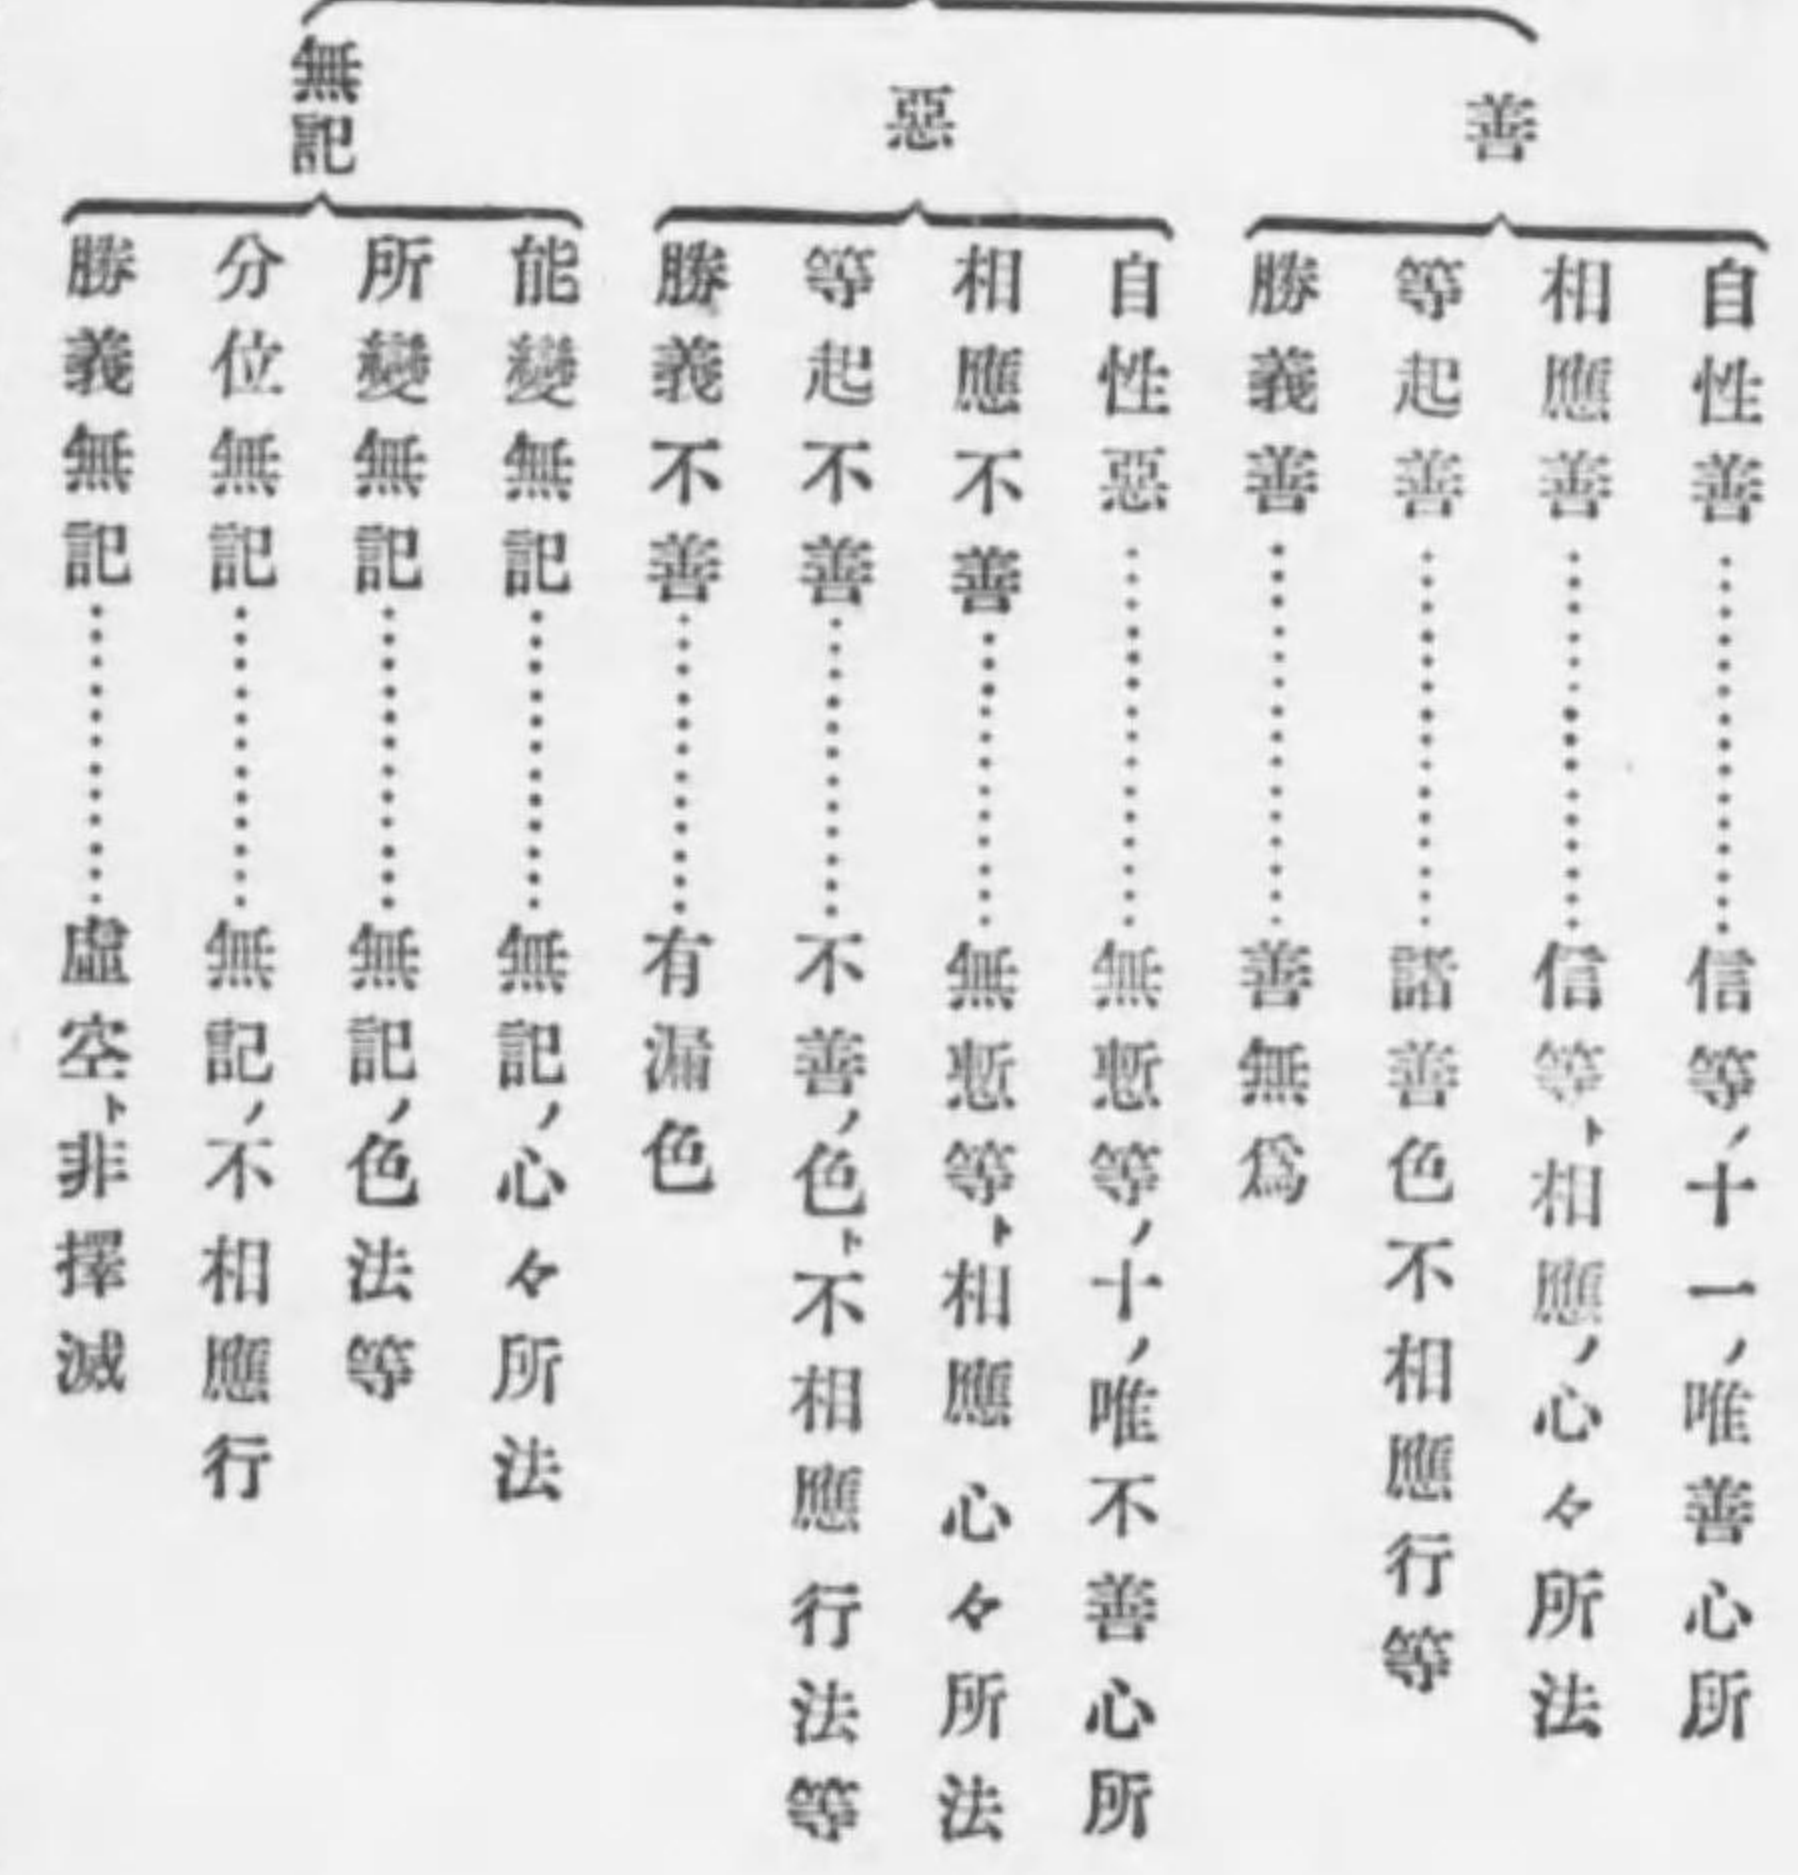 善
自性善……信等ノ十一ノ唯善心所
相應善……信等ト相應ノ心々所法
等起善……諸善色不相應行等
勝義善……善無爲
惡
自性惡……無慙等ノ十ノ唯不善心所
相應不善……無慙等ト相應心々所法
等起不善……不善ノ色ト不相應行法等
勝義不善……有漏色
無記
能變無記……無記ノ心々所法
所變無記……無記ノ色法等
分位無記……無記ノ不相應行
勝義無記……虛空ト非擇滅